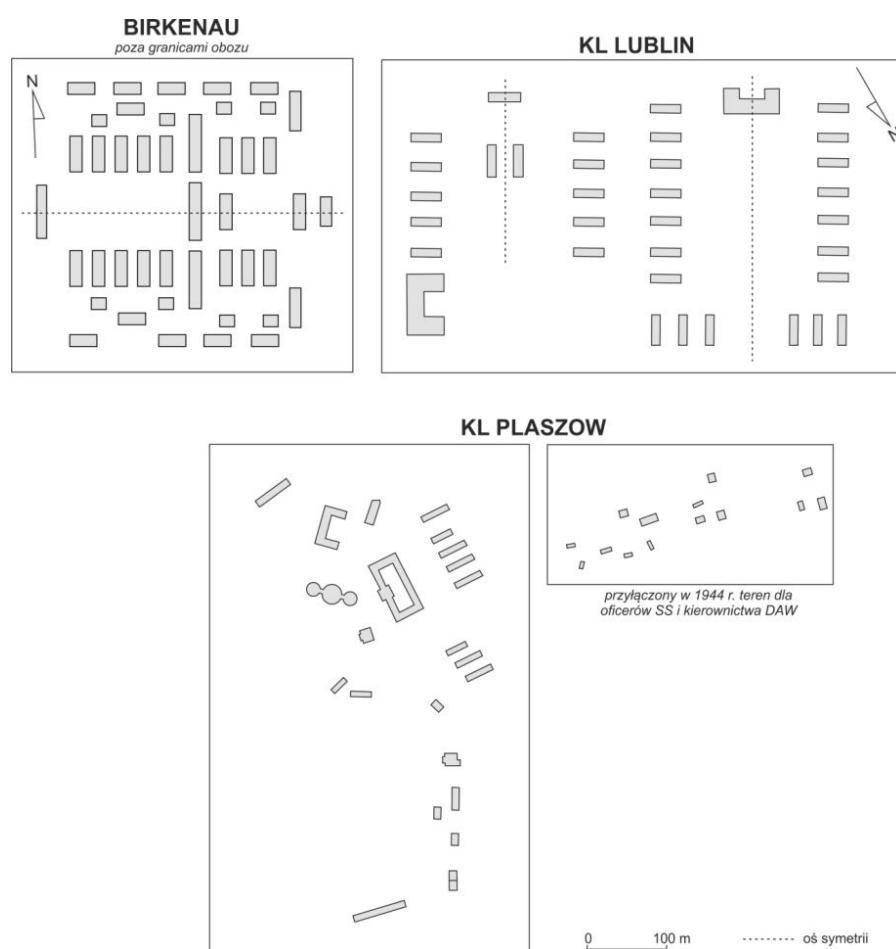 BIRKENAU
poza granicami obozu
N
KL LUBLIN
N
KL PLASZOW
przyłączony w 1944 r. teren dla
oficerów SS i kierownictwa DAW
0 100 m oś symetrii